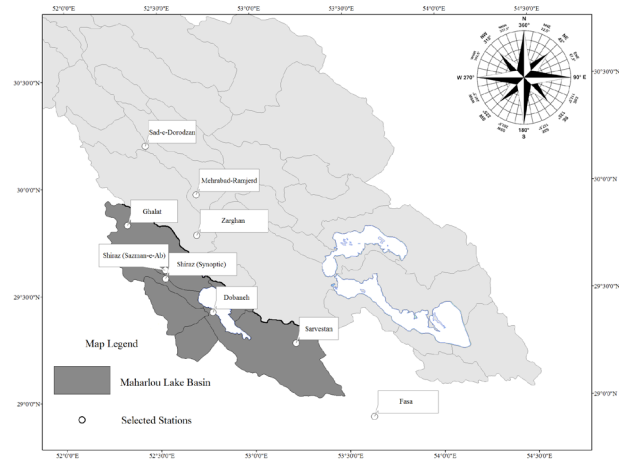 52°0'0"E 52°30'0"E 53°0'0"E 53°30'0"E 54°0'0"E 54°30'0"E
N
360°
W 270°
90° E
180°
S
30°30'0"N
30°30'0"N
Sad-e-Dorodzan
30°0'0"N
30°0'0"N
Mehrabad-Ramjerd
Ghalat
Zarghan
Shiraz (Sazman-e-Ab)
Shiraz (Synoptic)
29°30'0"N
29°30'0"N
Dobaneh
Sarvestan
Map Legend
Maharlou Lake Basin
Fasa
29°0'0"N
29°0'0"N
Selected Stations
52°0'0"E 52°30'0"E 53°0'0"E 53°30'0"E 54°0'0"E 54°30'0"E